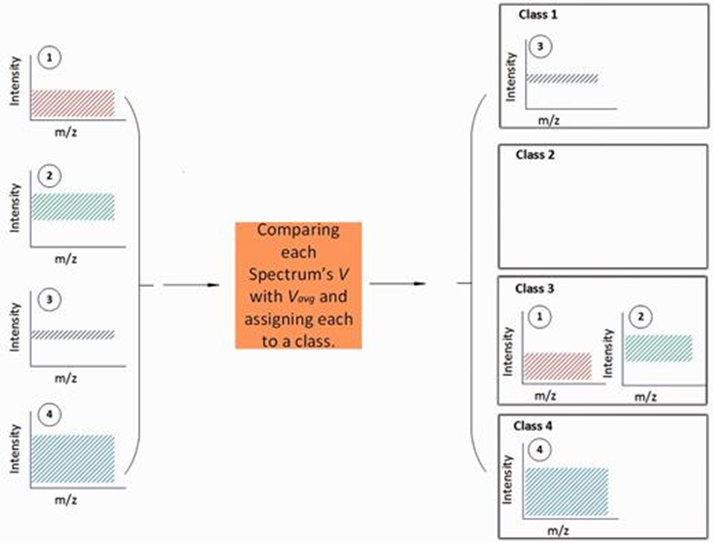 1
Intensity
m/z
2
Intensity
m/z
3
Intensity
m/z
4
Intensity
m/z
Comparing
each
Spectrum's V
with Vavg and
assigning each
to a class.
Class 1
3
Intensity
m/z
Class 2
Class 3
1
Intensity
m/z
2
Intensity
m/z
Class 4
4
Intensity
m/z